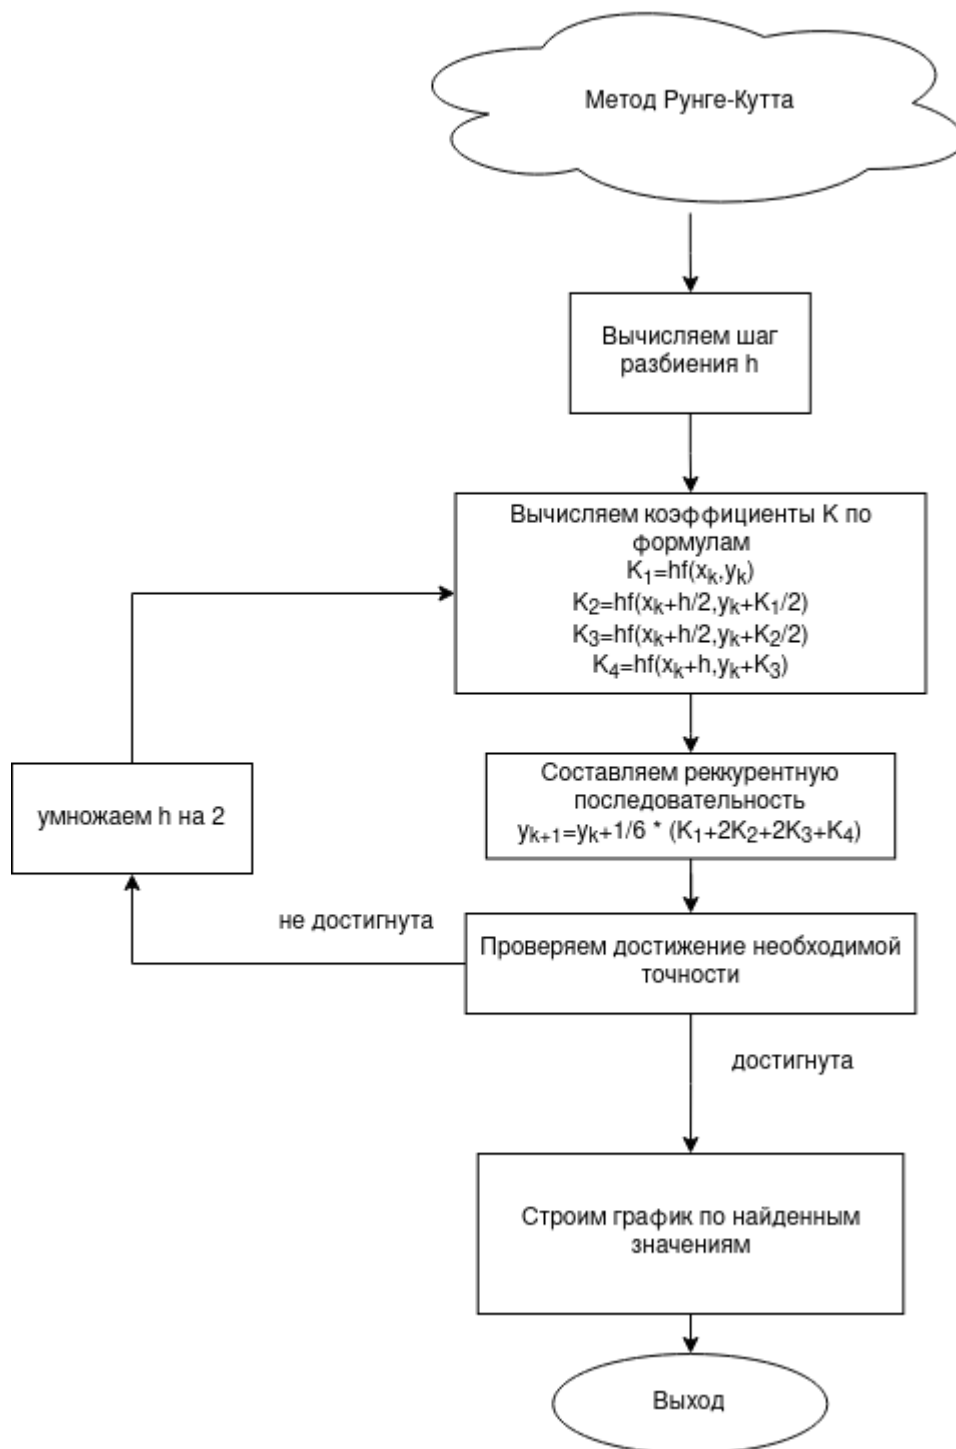 Метод Рунге-Кутта
Вычисляем шаг
разбиения h
Вычисляем коэффициенты K по
формулам
K₁=hf(xₖ,yₖ)
K₂=hf(xₖ+h/2,yₖ+K₁/2)
K₃=hf(xₖ+h/2,yₖ+K₂/2)
K₄=hf(xₖ+h,yₖ+K₃)
Составляем реккурентную
последовательность
yₖ₊₁=yₖ+1/6 * (K₁+2K₂+2K₃+K₄)
умножаем h на 2
не достигнута
Проверяем достижение необходимой
точности
достигнута
Строим график по найденным
значениям
Выход